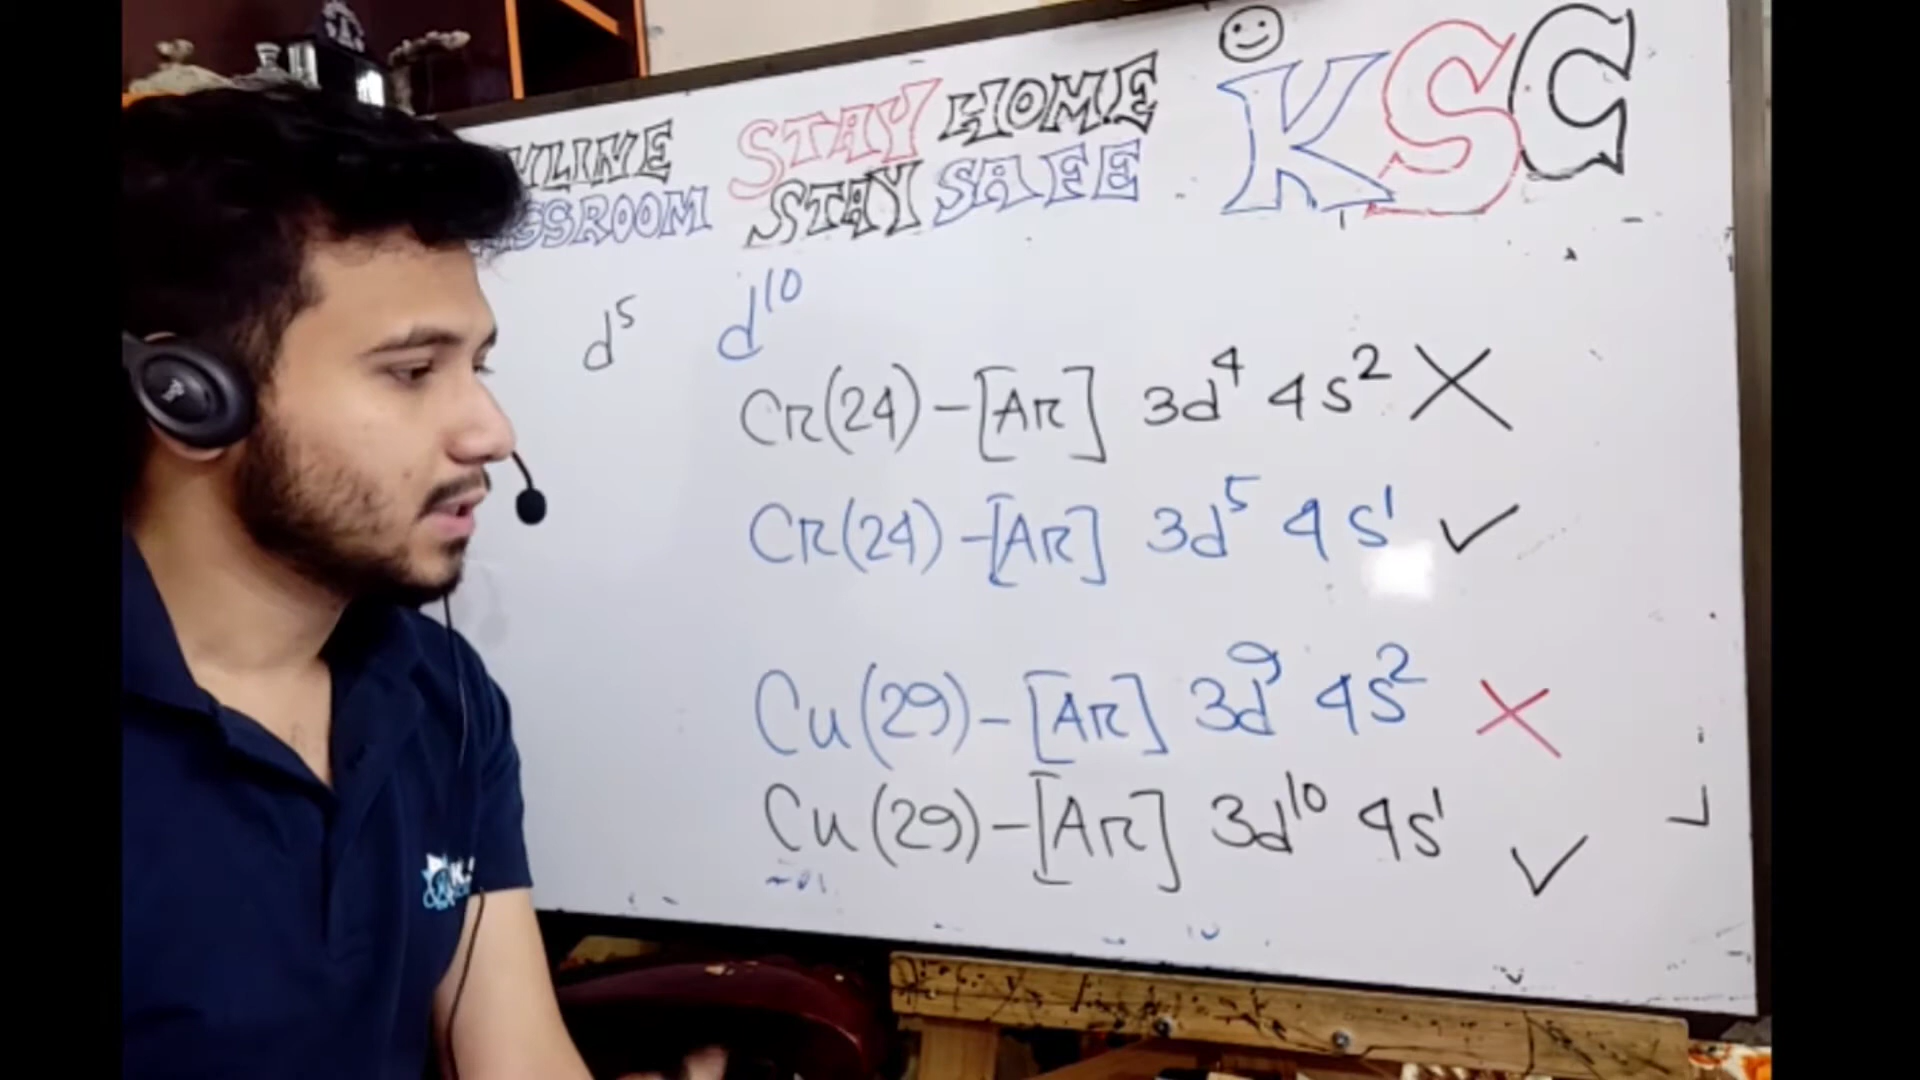 STAY HOME
STAY SAFE
KSC
d⁵ d¹⁰
Cr(24)-[Ar] 3d⁴ 4s² ✗
Cr(24)-[Ar] 3d⁵ 4s¹ ✓
Cu(29)-[Ar] 3d⁹ 4s² ✗
Cu(29)-[Ar] 3d¹⁰ 4s¹ ✓